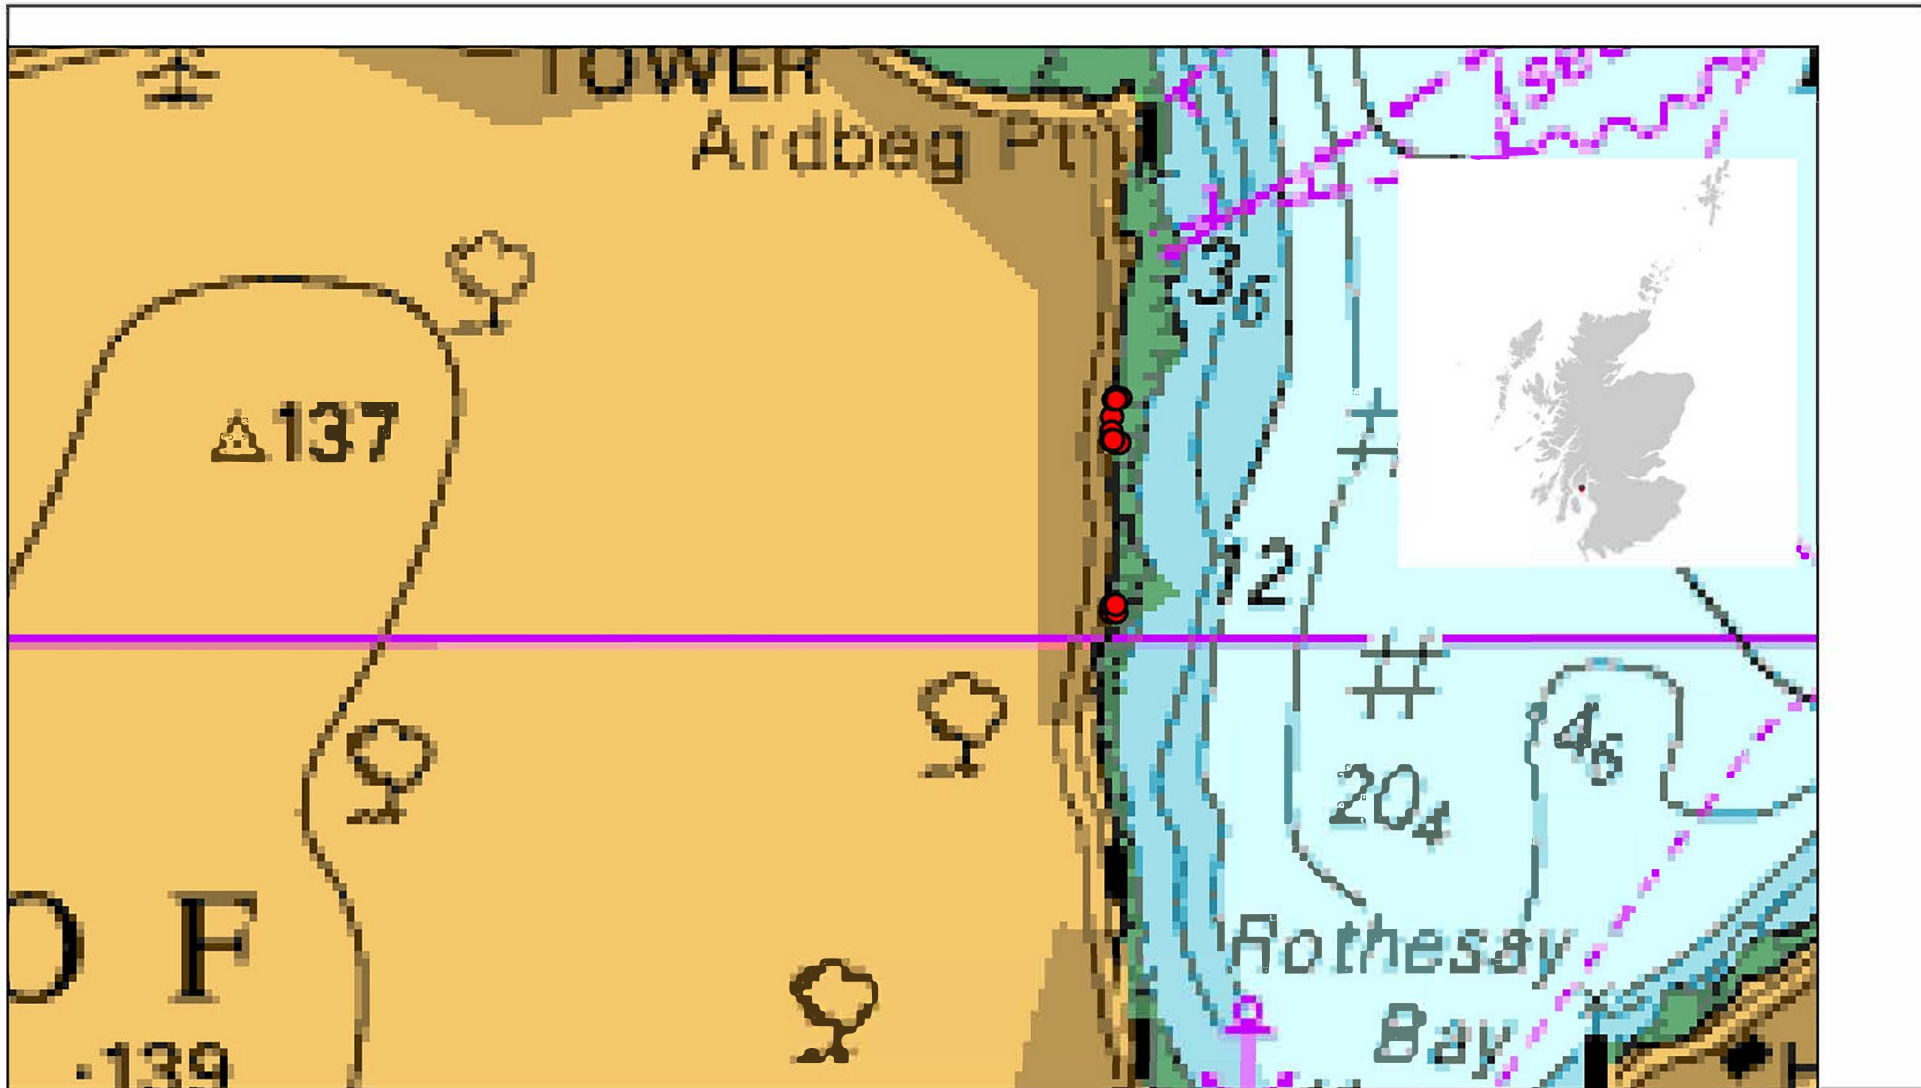 TOWER
Ardbeg Pt
3₆
137
12
4₆
20₄
O F
Rothesay
Bay
139